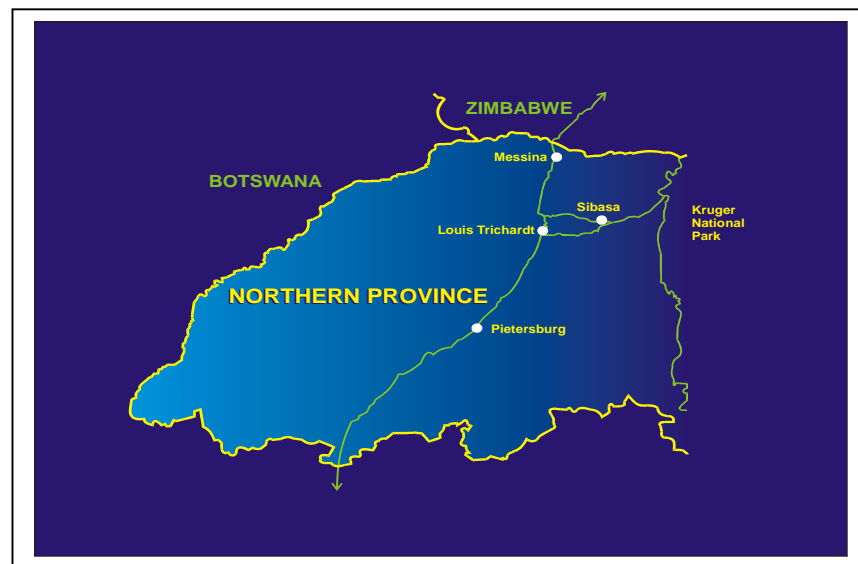 ZIMBABWE
Messina
BOTSWANA
Sibasa
Kruger
National
Park
Louis Trichardt
NORTHERN PROVINCE
Pietersburg